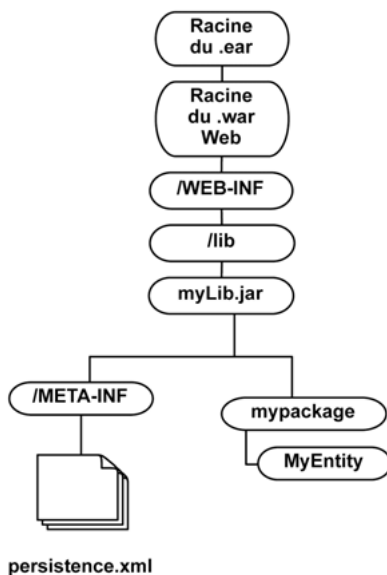 Racine
du .ear
Racine
du .war
Web
/WEB-INF
/lib
myLib.jar
/META-INF
mypackage
MyEntity
persistence.xml